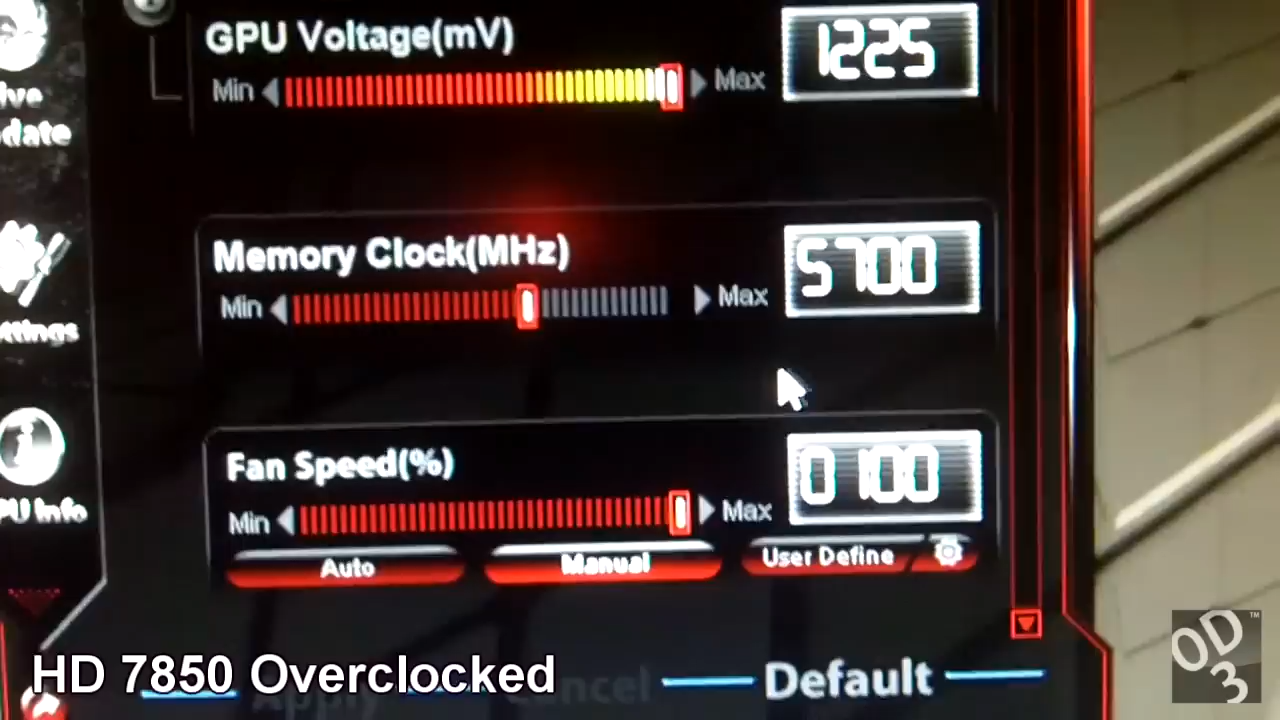 GPU Voltage(mV)
1225
Min
Max
Memory Clock(MHz)
5700
Min
Max
Fan Speed(%)
0100
Min
Max
Auto
Manual
User Define
Default
HD 7850 Overclocked
OD3™